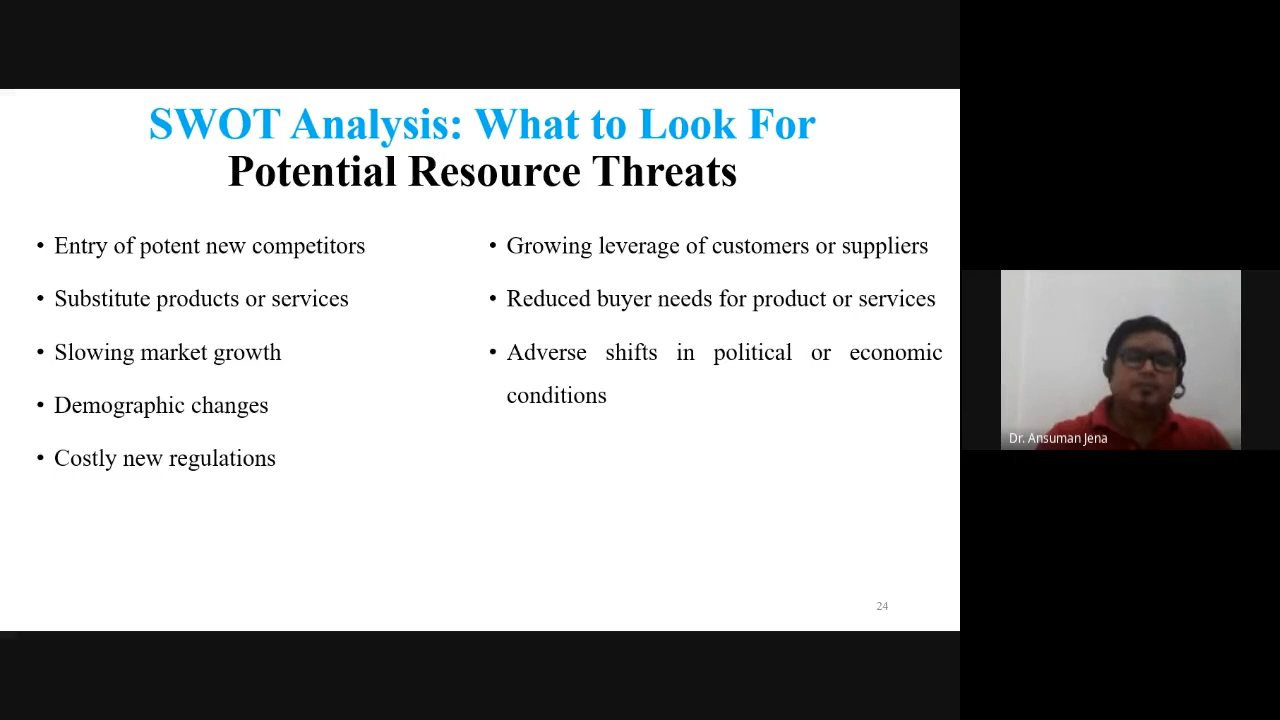 SWOT Analysis: What to Look For
Potential Resource Threats
• Entry of potent new competitors
• Substitute products or services
• Slowing market growth
• Demographic changes
• Costly new regulations
• Growing leverage of customers or suppliers
• Reduced buyer needs for product or services
• Adverse shifts in political or economic
conditions
24
Dr. Ansuman Jena